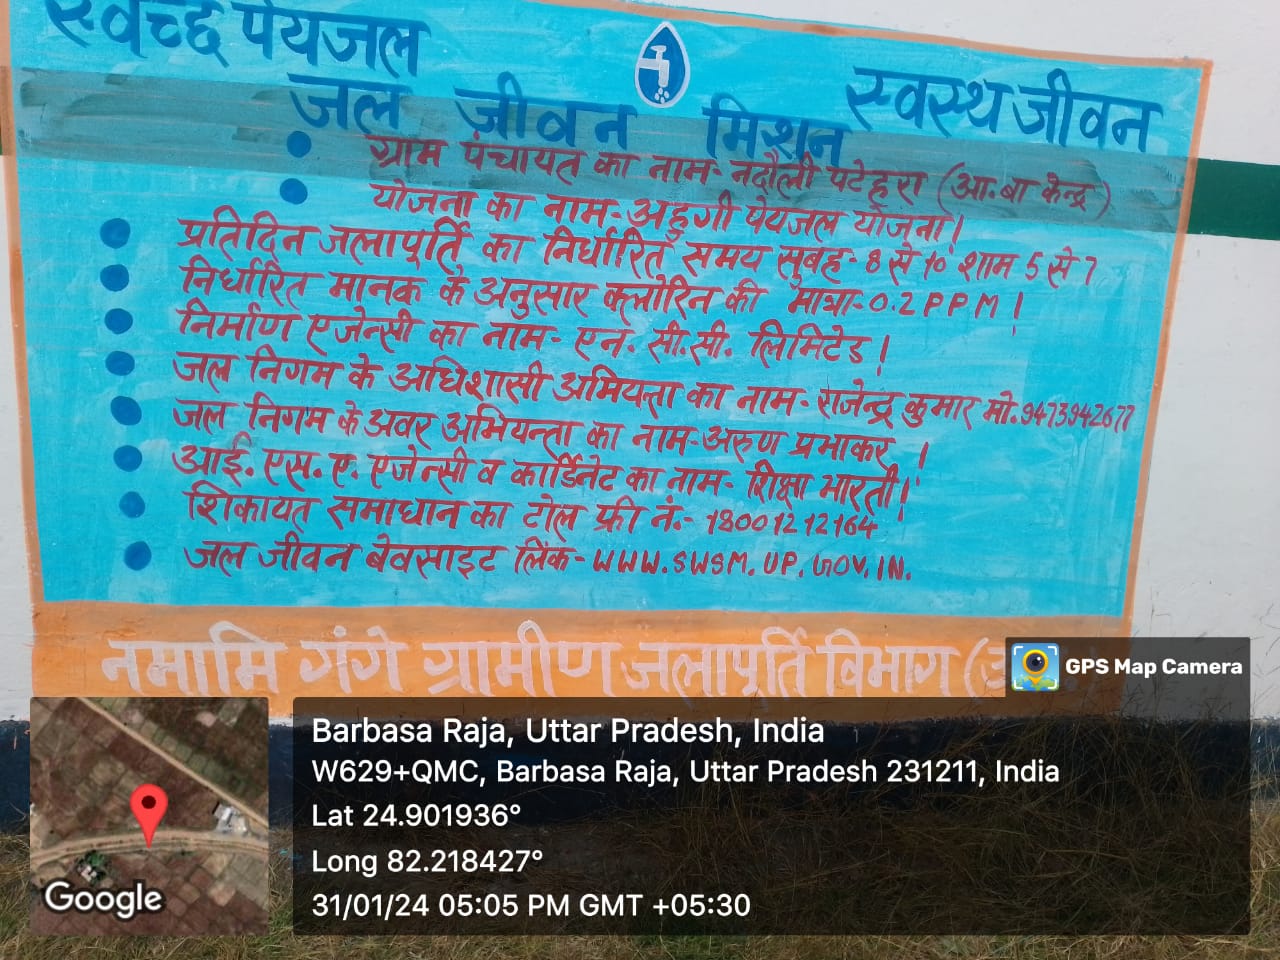 स्वच्छ पेयजल
स्वस्थ जीवन
जल जीवन मिशन
ग्राम पंचायत का नाम- नदौली पटेहरा (आ.बा केन्द्र)
योजना का नाम- अहुगी पेयजल योजना।
प्रतिदिन जलापूर्ति का निर्धारित समय सुबह- 8 से 10 शाम 5 से 7
निर्धारित मानक के अनुसार क्लोरिन की मात्रा- 0.2 PPM।
निर्माण एजेन्सी का नाम- एन. सी.सी. लिमिटेड।
जल निगम के अधिशासी अभियन्ता का नाम- राजेन्द्र कुमार मो. 9473942677
जल निगम के अवर अभियन्ता का नाम- अरुण प्रभाकर ।
आई. एस. ए. एजेन्सी व कार्डिनेट का नाम- शिक्षा भारती।
शिकायत समाधान का टोल फ्री नं.- 18001212164
जल जीवन बेवसाइट लिंक- WWW.SWSM.UP.GOV.IN.
नमामि गंगे ग्रामीण जलापूर्ति विभाग
GPS Map Camera
Barbasa Raja, Uttar Pradesh, India
W629+QMC, Barbasa Raja, Uttar Pradesh 231211, India
Lat 24.901936°
Long 82.218427°
31/01/24 05:05 PM GMT +05:30
Google